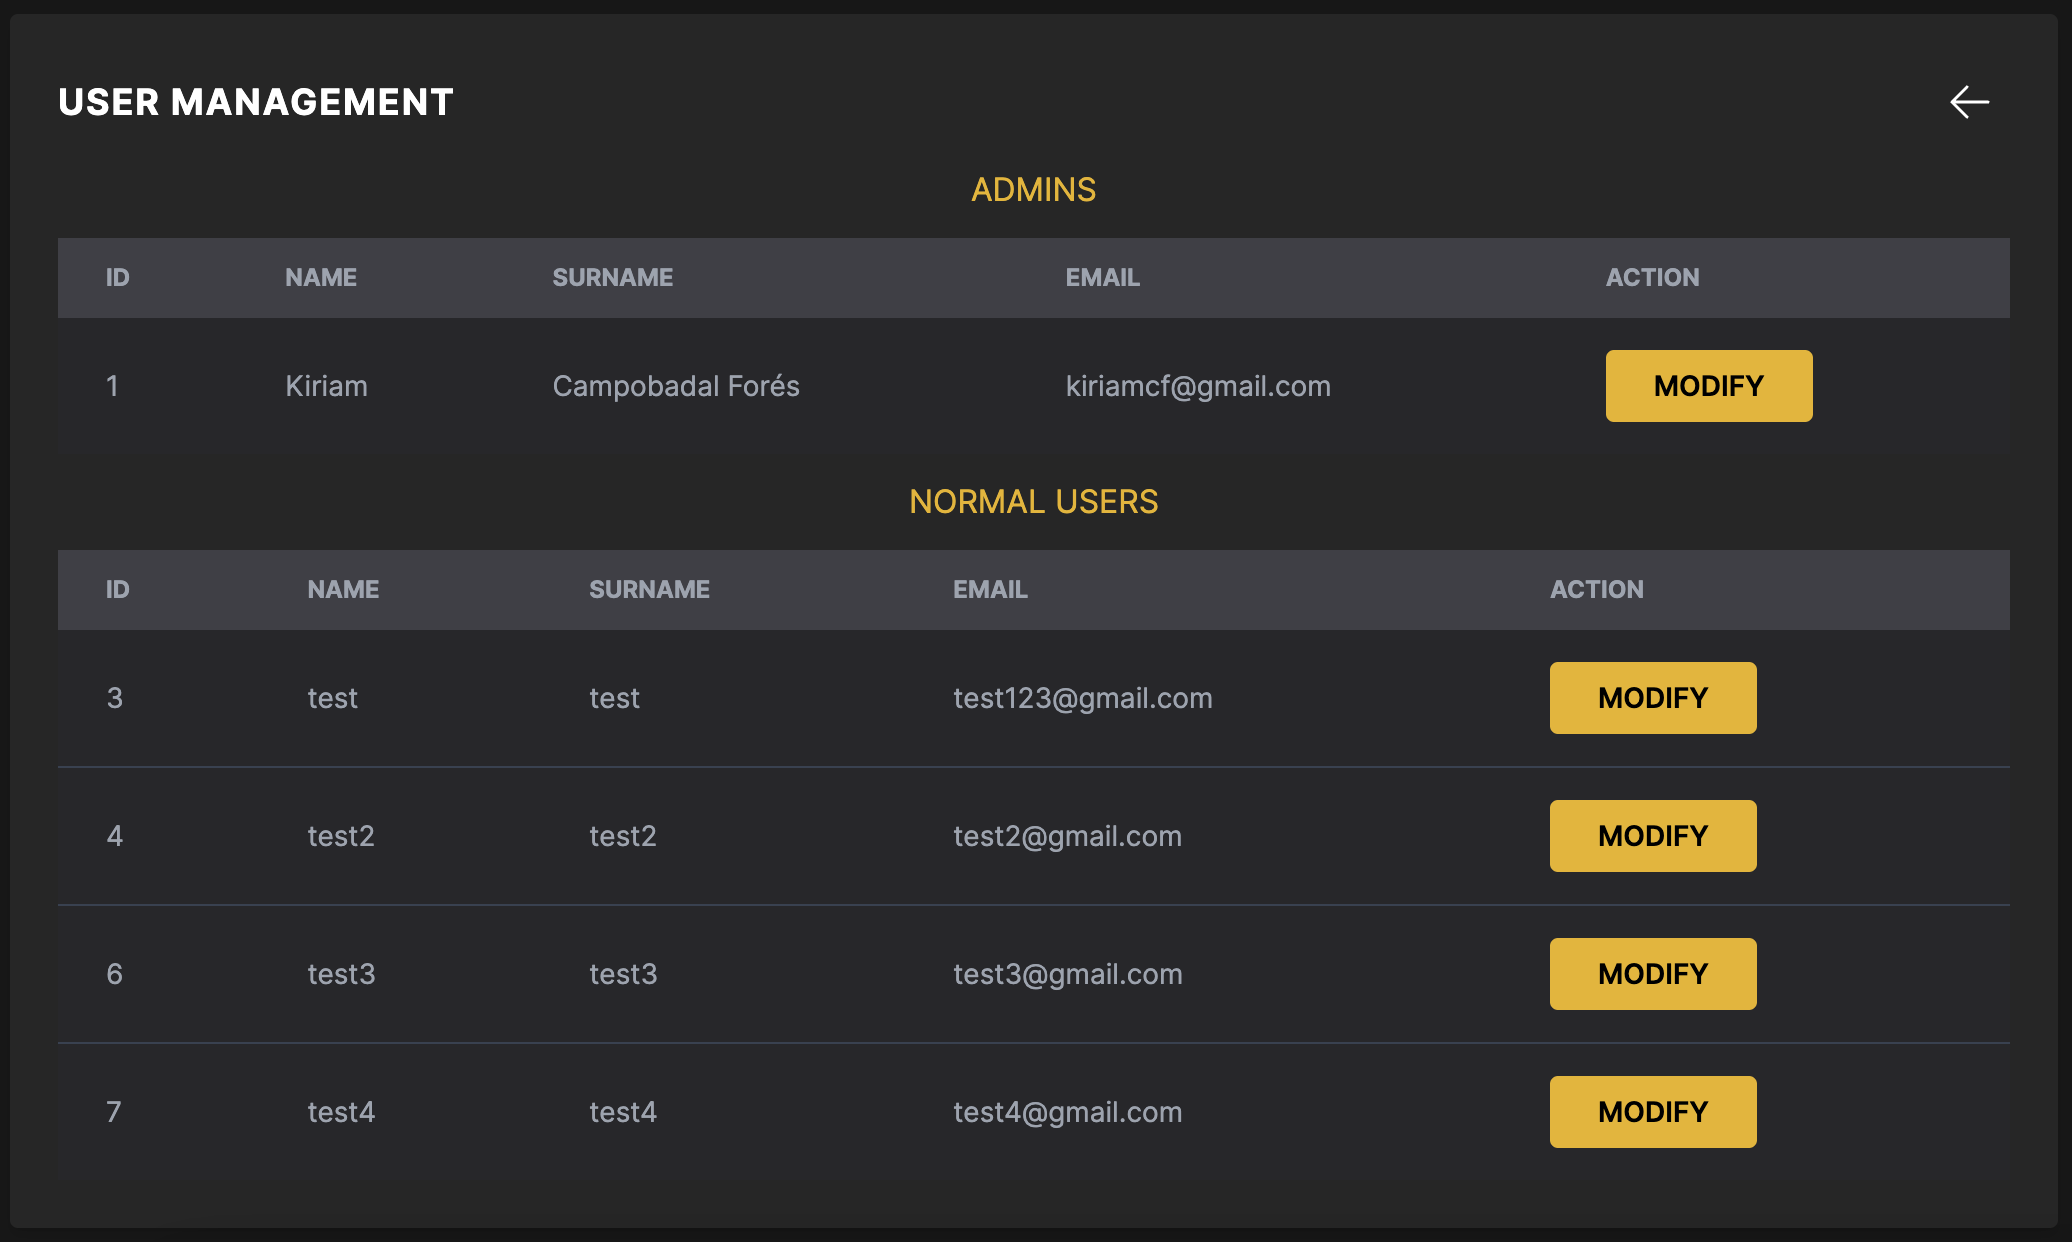 USER MANAGEMENT
ADMINS
ID NAME SURNAME EMAIL ACTION
1 Kiriam Campobadal Forés kiriamcf@gmail.com MODIFY
NORMAL USERS
ID NAME SURNAME EMAIL ACTION
3 test test test123@gmail.com MODIFY
4 test2 test2 test2@gmail.com MODIFY
6 test3 test3 test3@gmail.com MODIFY
7 test4 test4 test4@gmail.com MODIFY